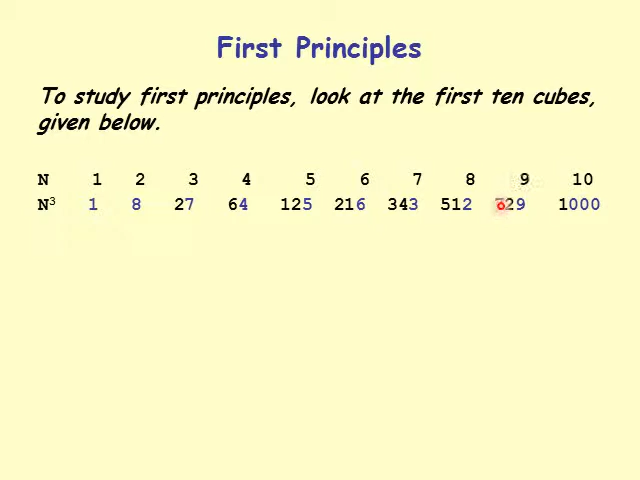 First Principles
To study first principles, look at the first ten cubes,
given below.
N 1 2 3 4 5 6 7 8 9 10
N³ 1 8 27 64 125 216 343 512 729 1000